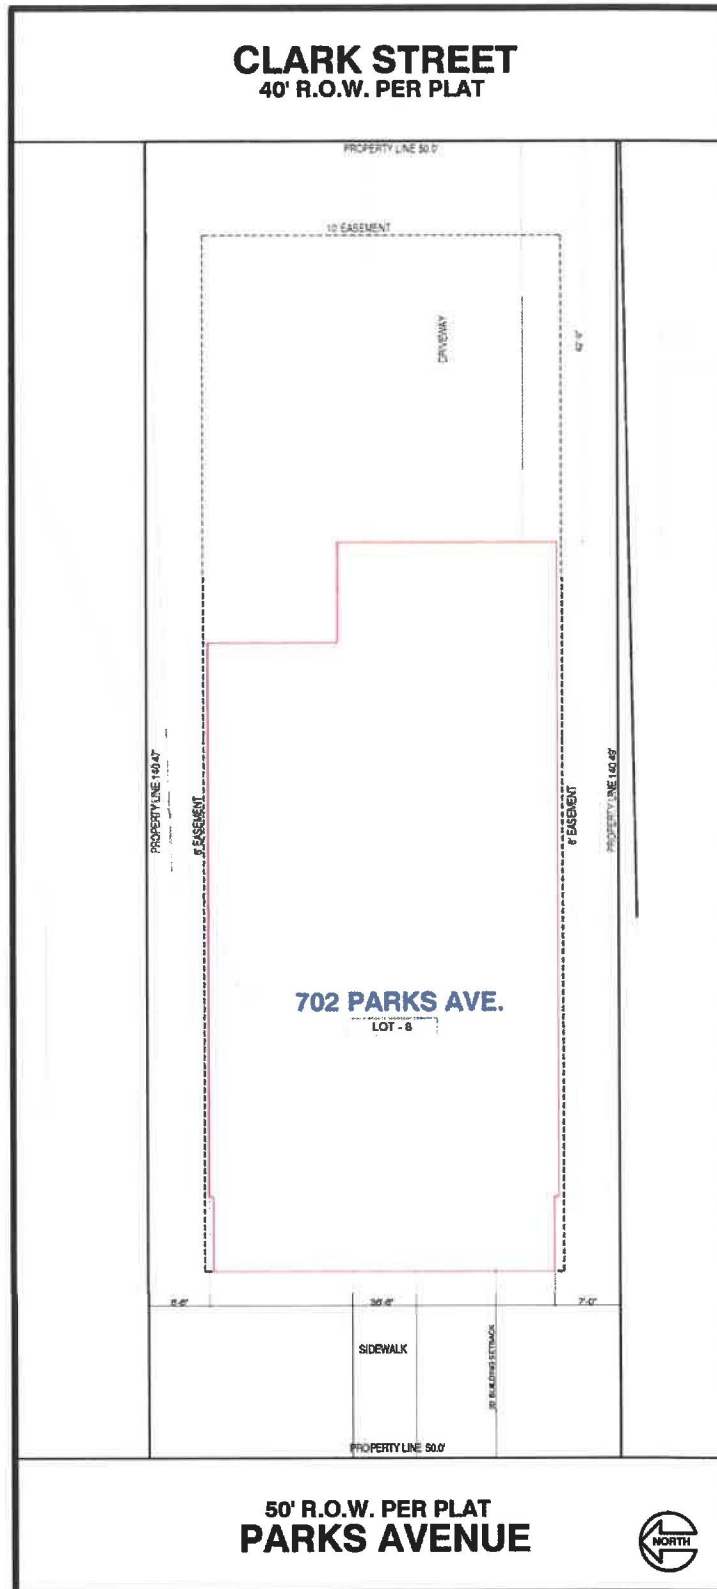 CLARK STREET
40' R.O.W. PER PLAT
PROPERTY LINE 50.0'
10' EASEMENT
DRIVEWAY
PROPERTY LINE 140.47'
EASEMENT
EASEMENT
PROPERTY LINE 140.49'
702 PARKS AVE.
LOT - 8
7'-0"
SIDEWALK
BUILDING SETBACK
PROPERTY LINE 50.0'
50' R.O.W. PER PLAT
PARKS AVENUE
NORTH